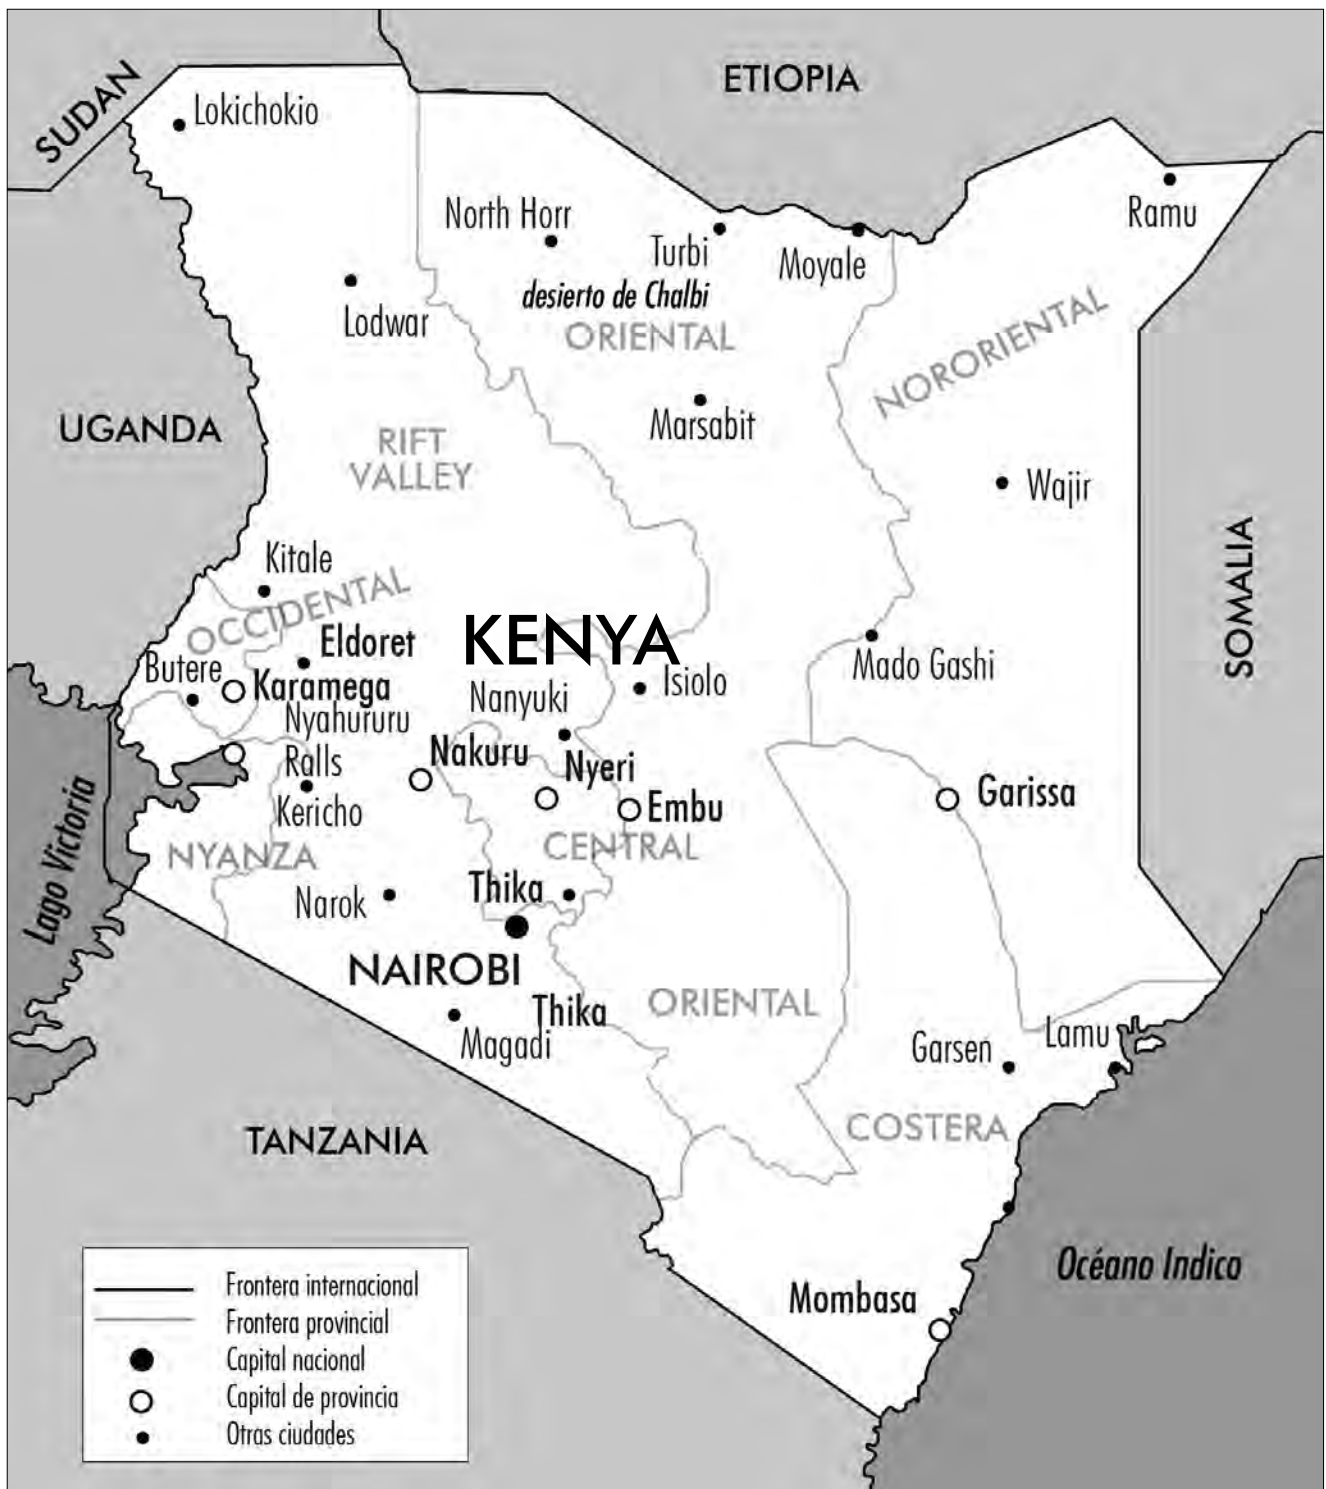 ETIOPIA
SUDAN
Lokichokio
North Horr
Turbi
Moyale
Ramu
desierto de Chalbi
ORIENTAL
Lodwar
NORORIENTAL
Marsabit
UGANDA
RIFT
VALLEY
Wajir
SOMALIA
Kitale
OCCIDENTAL
KENYA
Eldoret
Butere
Karamega
Nyahururu
Nanyuki
Isiolo
Mado Gashi
Ralls
Nakuru
Nyeri
Kericho
Embu
Garissa
Lago Victoria
NYANZA
CENTRAL
Narok
Thika
NAIROBI
Thika
ORIENTAL
Magadi
Garsen
Lamu
COSTERA
TANZANIA
Océano Indico
Mombasa
Frontera internacional
Frontera provincial
Capital nacional
Capital de provincia
Otras ciudades